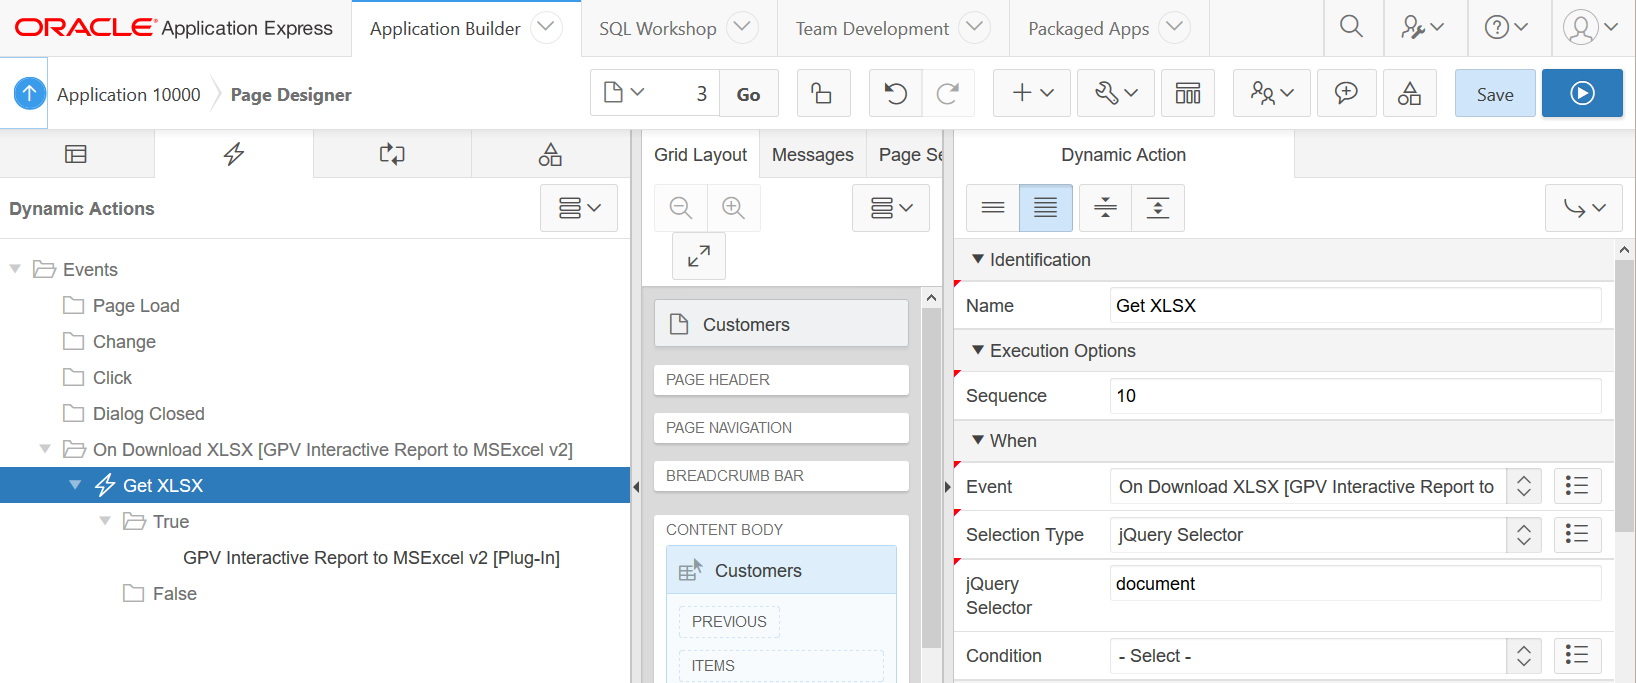 ORACLE Application Express
Application Builder
SQL Workshop
Team Development
Packaged Apps
Application 10000
Page Designer
3
Go
Save
Dynamic Actions
Events
Page Load
Change
Click
Dialog Closed
On Download XLSX [GPV Interactive Report to MSExcel v2]
Get XLSX
True
GPV Interactive Report to MSExcel v2 [Plug-In]
False
Grid Layout
Messages
Page Se
Customers
PAGE HEADER
PAGE NAVIGATION
BREADCRUMB BAR
CONTENT BODY
Customers
PREVIOUS
ITEMS
Dynamic Action
Identification
Name
Get XLSX
Execution Options
Sequence
10
When
Event
On Download XLSX [GPV Interactive Report to
Selection Type
jQuery Selector
jQuery
Selector
document
Condition
- Select -